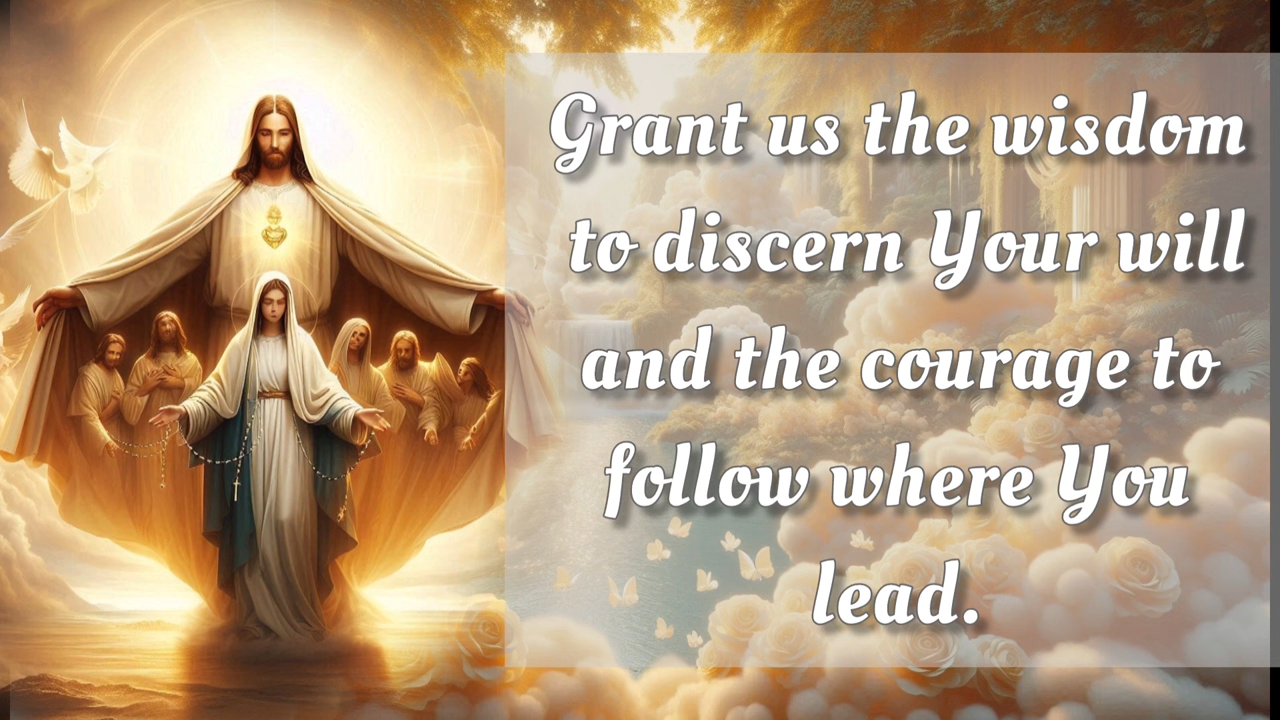 Grant us the wisdom
to discern Your will
and the courage to
follow where You
lead.